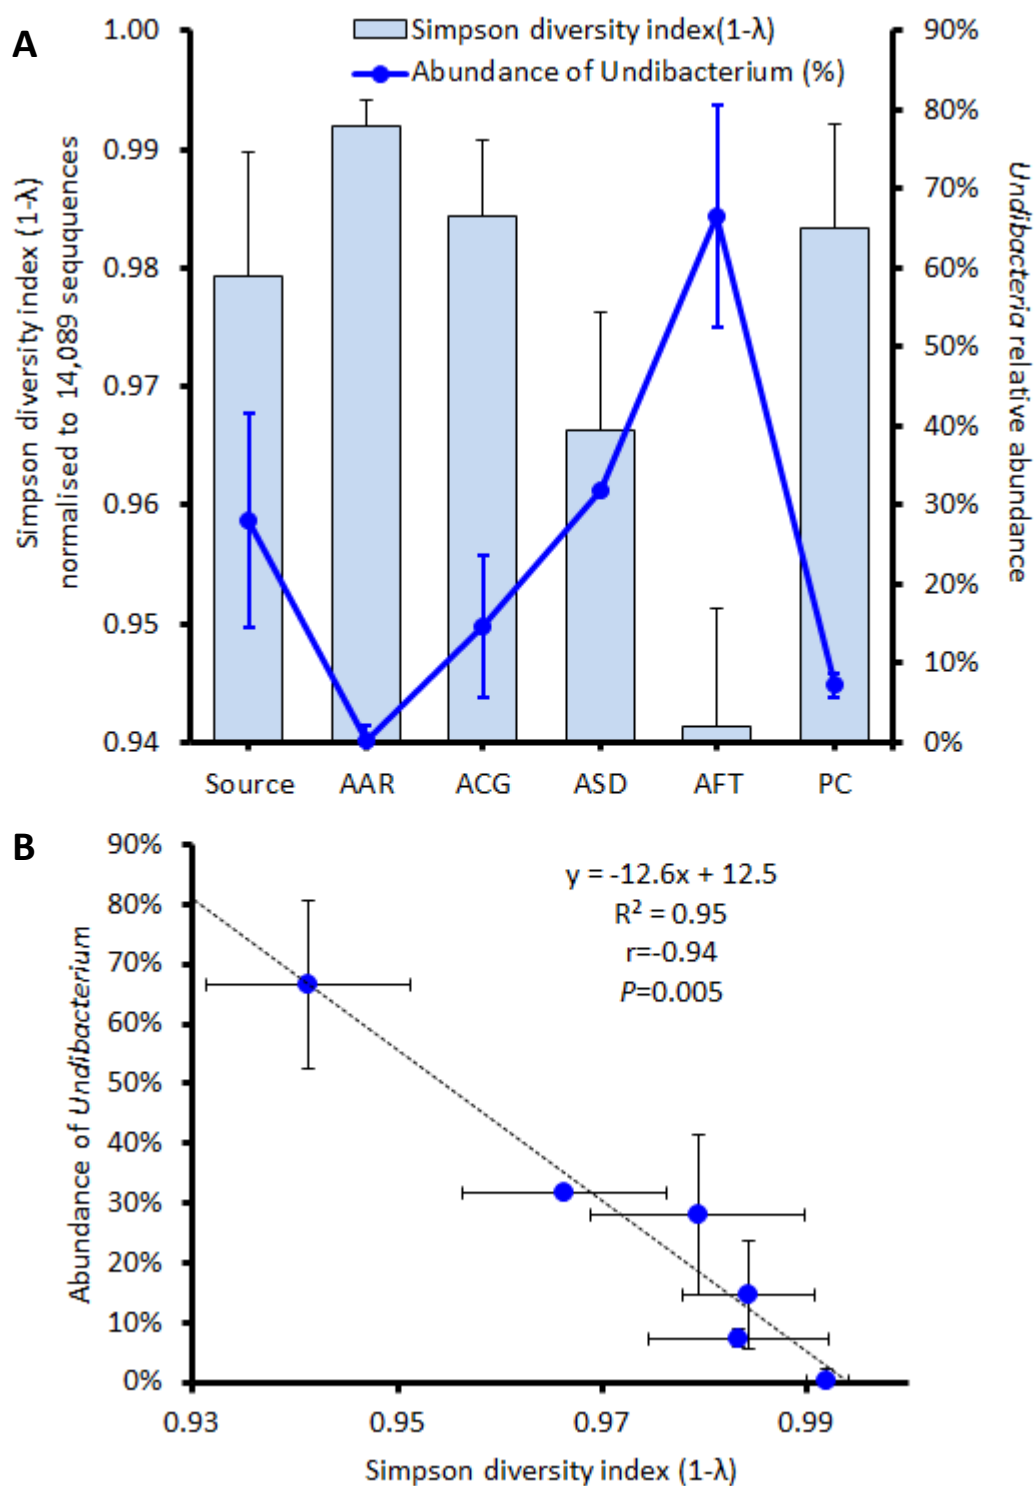 A
Simpson diversity index(1-λ)
Abundance of Undibacterium (%)
1.00
0.99
0.98
0.97
0.96
0.95
0.94
Simpson diversity index (1-λ)
normalised to 14,089 seququences
90%
80%
70%
60%
50%
40%
30%
20%
10%
0%
Undibacteria relative abundance
Source AAR ACG ASD AFT PC
B
90%
80%
70%
60%
50%
40%
30%
20%
10%
0%
Abundance of Undibacterium
y = -12.6x + 12.5
R² = 0.95
r=-0.94
P=0.005
0.93 0.95 0.97 0.99
Simpson diversity index (1-λ)